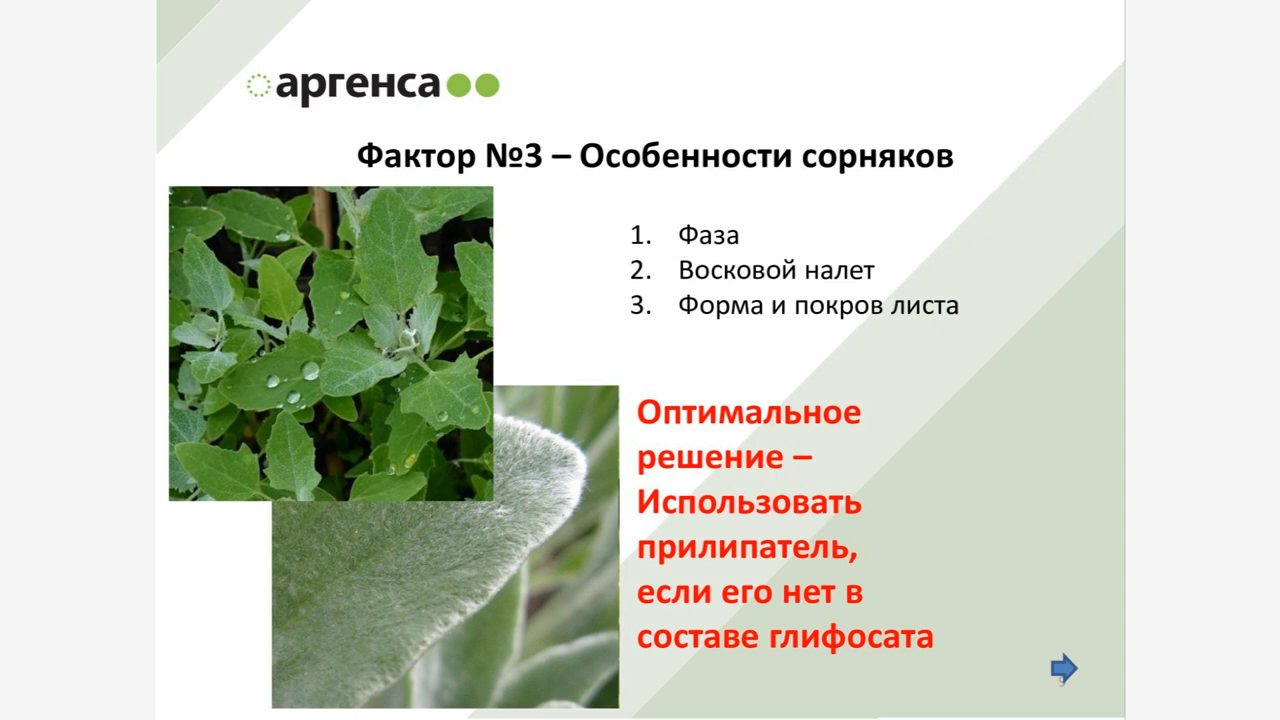 аргенса
Фактор №3 – Особенности сорняков
1. Фаза
2. Восковой налет
3. Форма и покров листа
Оптимальное
решение –
Использовать
прилипатель,
если его нет в
составе глифосата
9